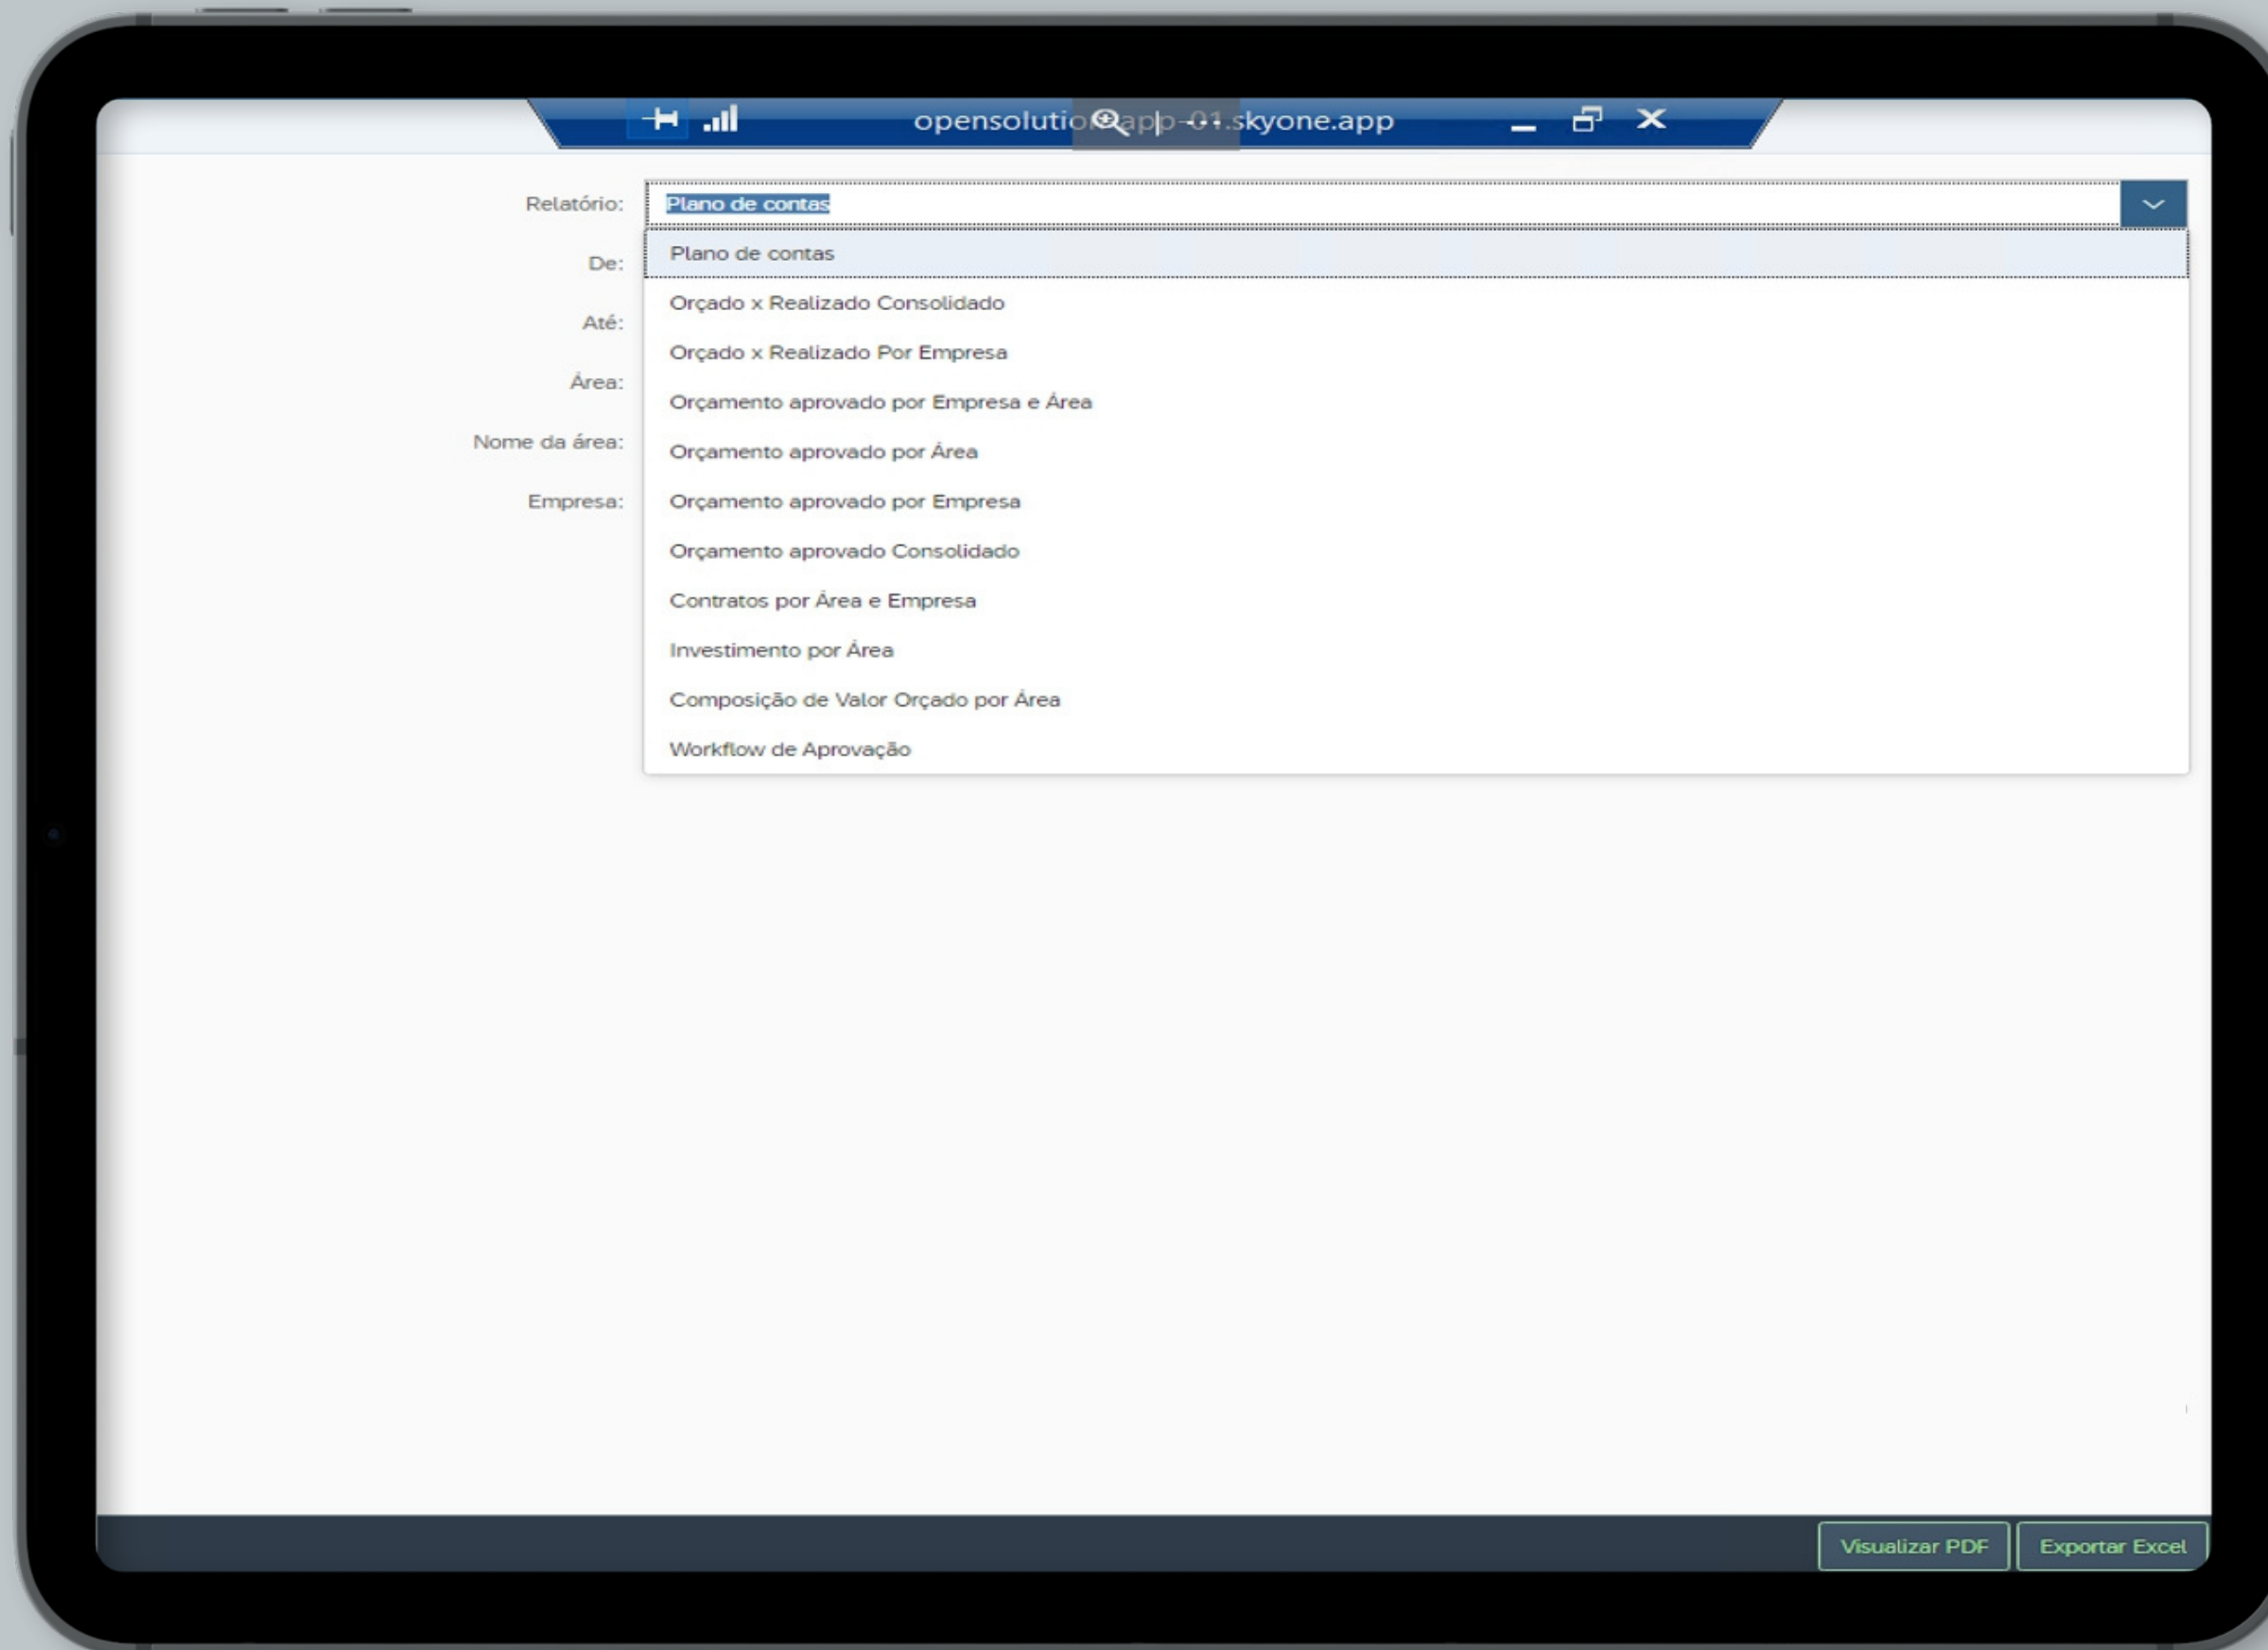 opensolutio app-01.skyone.app
Relatório: Plano de contas
Plano de contas
De:
Orçado x Realizado Consolidado
Até:
Orçado x Realizado Por Empresa
Área:
Orçamento aprovado por Empresa e Área
Nome da área:
Orçamento aprovado por Área
Empresa:
Orçamento aprovado por Empresa
Orçamento aprovado Consolidado
Contratos por Área e Empresa
Investimento por Área
Composição de Valor Orçado por Área
Workflow de Aprovação
Visualizar PDF
Exportar Excel